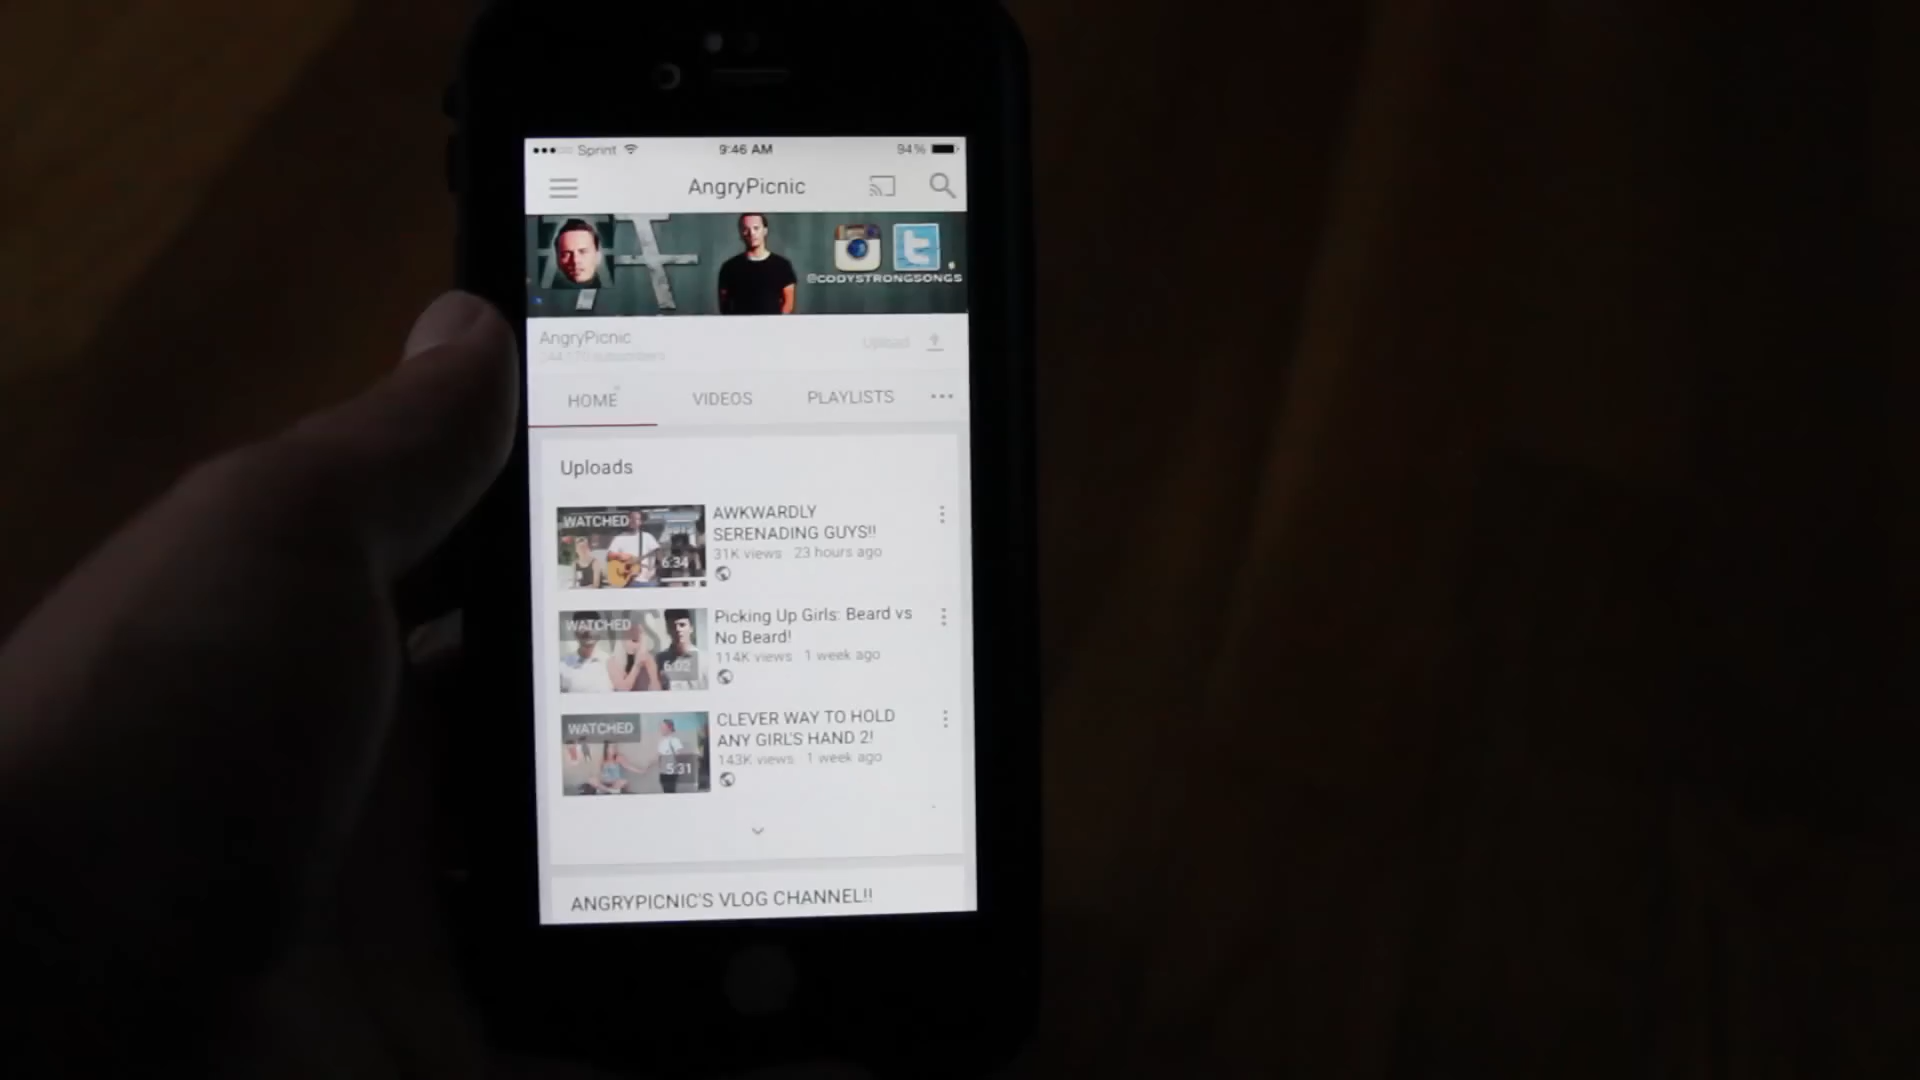 Sprint 9:46 AM 94%
AngryPicnic
@CODYSTRONGSONGS
AngryPicnic
Upload
subscribers
HOME VIDEOS PLAYLISTS
Uploads
WATCHED
6:34
AWKWARDLY
SERENADING GUYS!!
31K views · 23 hours ago
WATCHED
6:02
Picking Up Girls: Beard vs
No Beard!
114K views · 1 week ago
WATCHED
5:31
CLEVER WAY TO HOLD
ANY GIRL'S HAND 2!
143K views · 1 week ago
ANGRYPICNIC'S VLOG CHANNEL!!